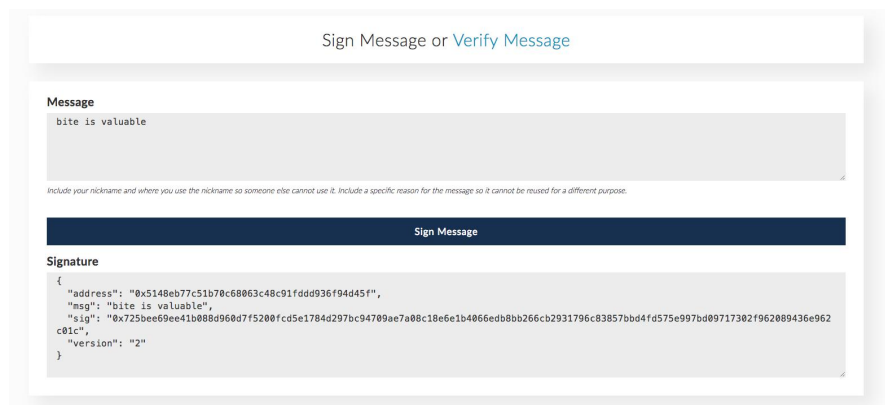 Sign Message or Verify Message
Message
bite is valuable
Include your nickname and where you use the nickname so someone else cannot use it. Include a specific reason for the message so it cannot be reused for a different purpose.
Sign Message
Signature
{
"address": "0x5148eb77c51b70c68063c48c91fddd936f94d45f",
"msg": "bite is valuable",
"sig": "0x725bee69ee41b088d960d7f5200fcd5e1784d297bc94709ae7a08c18e6e1b4066edb8bb266cb2931796c83857bbd4fd575e997bd09717302f962089436e962
c01c",
"version": "2"
}